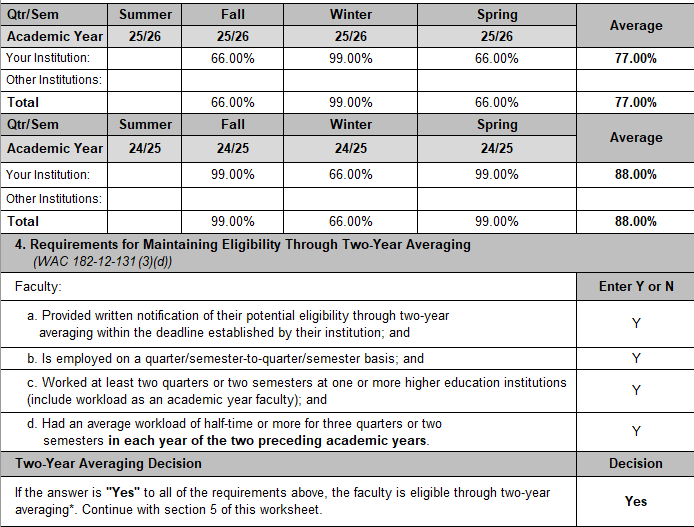 Qtr/Sem Summer Fall Winter Spring Average
Academic Year 25/26 25/26 25/26 25/26
Your Institution: 66.00% 99.00% 66.00% 77.00%
Other Institutions:
Total 66.00% 99.00% 66.00% 77.00%
Qtr/Sem Summer Fall Winter Spring Average
Academic Year 24/25 24/25 24/25 24/25
Your Institution: 99.00% 66.00% 99.00% 88.00%
Other Institutions:
Total 99.00% 66.00% 99.00% 88.00%
4. Requirements for Maintaining Eligibility Through Two-Year Averaging
(WAC 182-12-131(3)(d))
Faculty: Enter Y or N
a. Provided written notification of their potential eligibility through two-year
averaging within the deadline established by their institution; and Y
b. Is employed on a quarter/semester-to-quarter/semester basis; and Y
c. Worked at least two quarters or two semesters at one or more higher education institutions
(include workload as an academic year faculty); and Y
d. Had an average workload of half-time or more for three quarters or two
semesters in each year of the two preceding academic years. Y
Two-Year Averaging Decision Decision
If the answer is "Yes" to all of the requirements above, the faculty is eligible through two-year
averaging*. Continue with section 5 of this worksheet. Yes